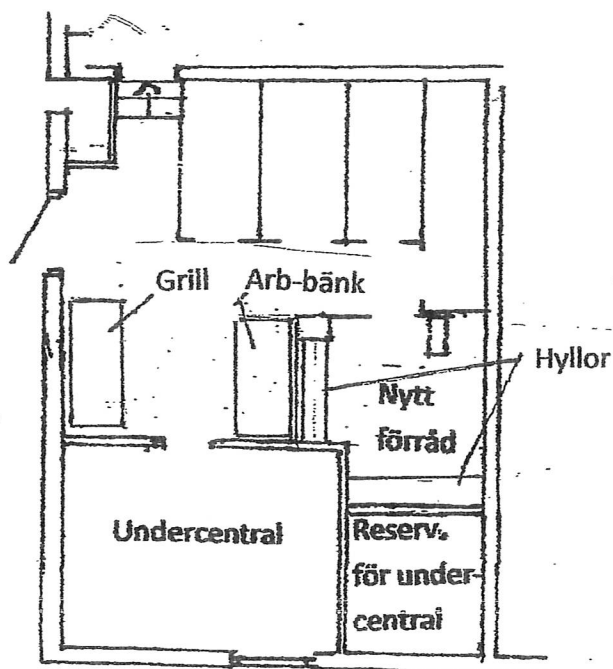 Grill
Arb-bänk
Hyllor
Nytt
förråd
Undercentral
Reserv.
för under-
central